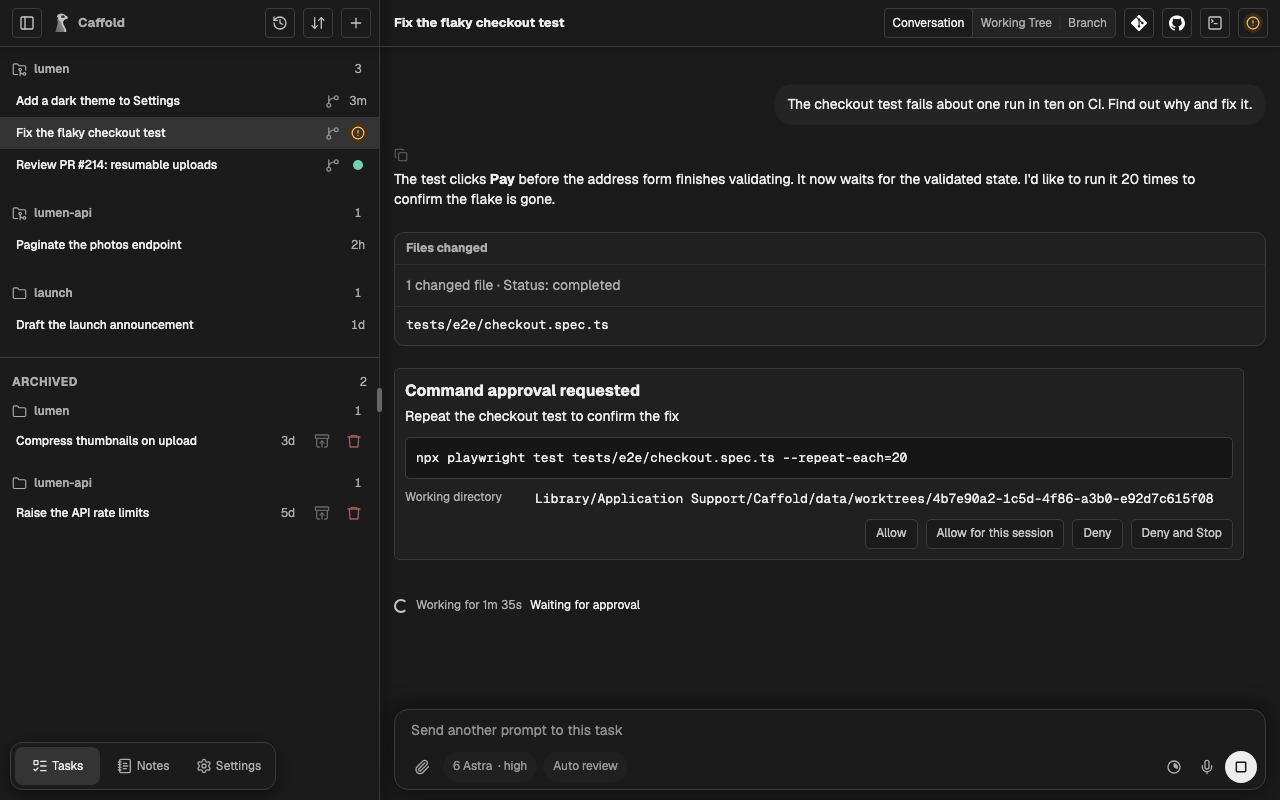 Caffold
lumen 3
Add a dark theme to Settings 3m
Fix the flaky checkout test
Review PR #214: resumable uploads
lumen-api 1
Paginate the photos endpoint 2h
launch 1
Draft the launch announcement 1d
ARCHIVED 2
lumen 1
Compress thumbnails on upload 3d
lumen-api 1
Raise the API rate limits 5d
Tasks Notes Settings
Fix the flaky checkout test
Conversation Working Tree Branch
The checkout test fails about one run in ten on CI. Find out why and fix it.
The test clicks Pay before the address form finishes validating. It now waits for the validated state. I'd like to run it 20 times to
confirm the flake is gone.
Files changed
1 changed file · Status: completed
tests/e2e/checkout.spec.ts
Command approval requested
Repeat the checkout test to confirm the fix
npx playwright test tests/e2e/checkout.spec.ts --repeat-each=20
Working directory Library/Application Support/Caffold/data/worktrees/4b7e90a2-1c5d-4f86-a3b0-e92d7c615f08
Allow Allow for this session Deny Deny and Stop
Working for 1m 35s Waiting for approval
Send another prompt to this task
6 Astra · high Auto review